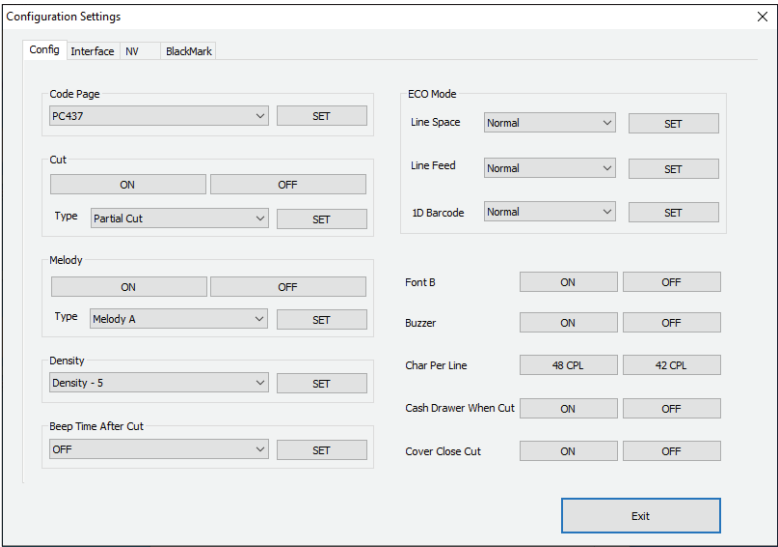 Configuration Settings
Config Interface NV BlackMark
Code Page
PC437 SET
Cut
ON OFF
Type Partial Cut SET
Melody
ON OFF
Type Melody A SET
Density
Density - 5 SET
Beep Time After Cut
OFF SET
ECO Mode
Line Space Normal SET
Line Feed Normal SET
1D Barcode Normal SET
Font B ON OFF
Buzzer ON OFF
Char Per Line 48 CPL 42 CPL
Cash Drawer When Cut ON OFF
Cover Close Cut ON OFF
Exit